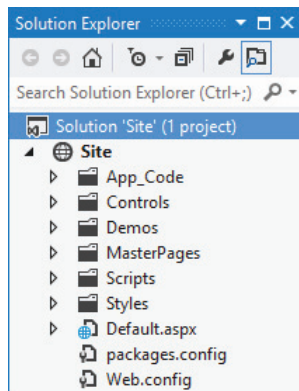 Solution Explorer
Search Solution Explorer (Ctrl+;)
Solution 'Site' (1 project)
Site
App_Code
Controls
Demos
MasterPages
Scripts
Styles
Default.aspx
packages.config
Web.config